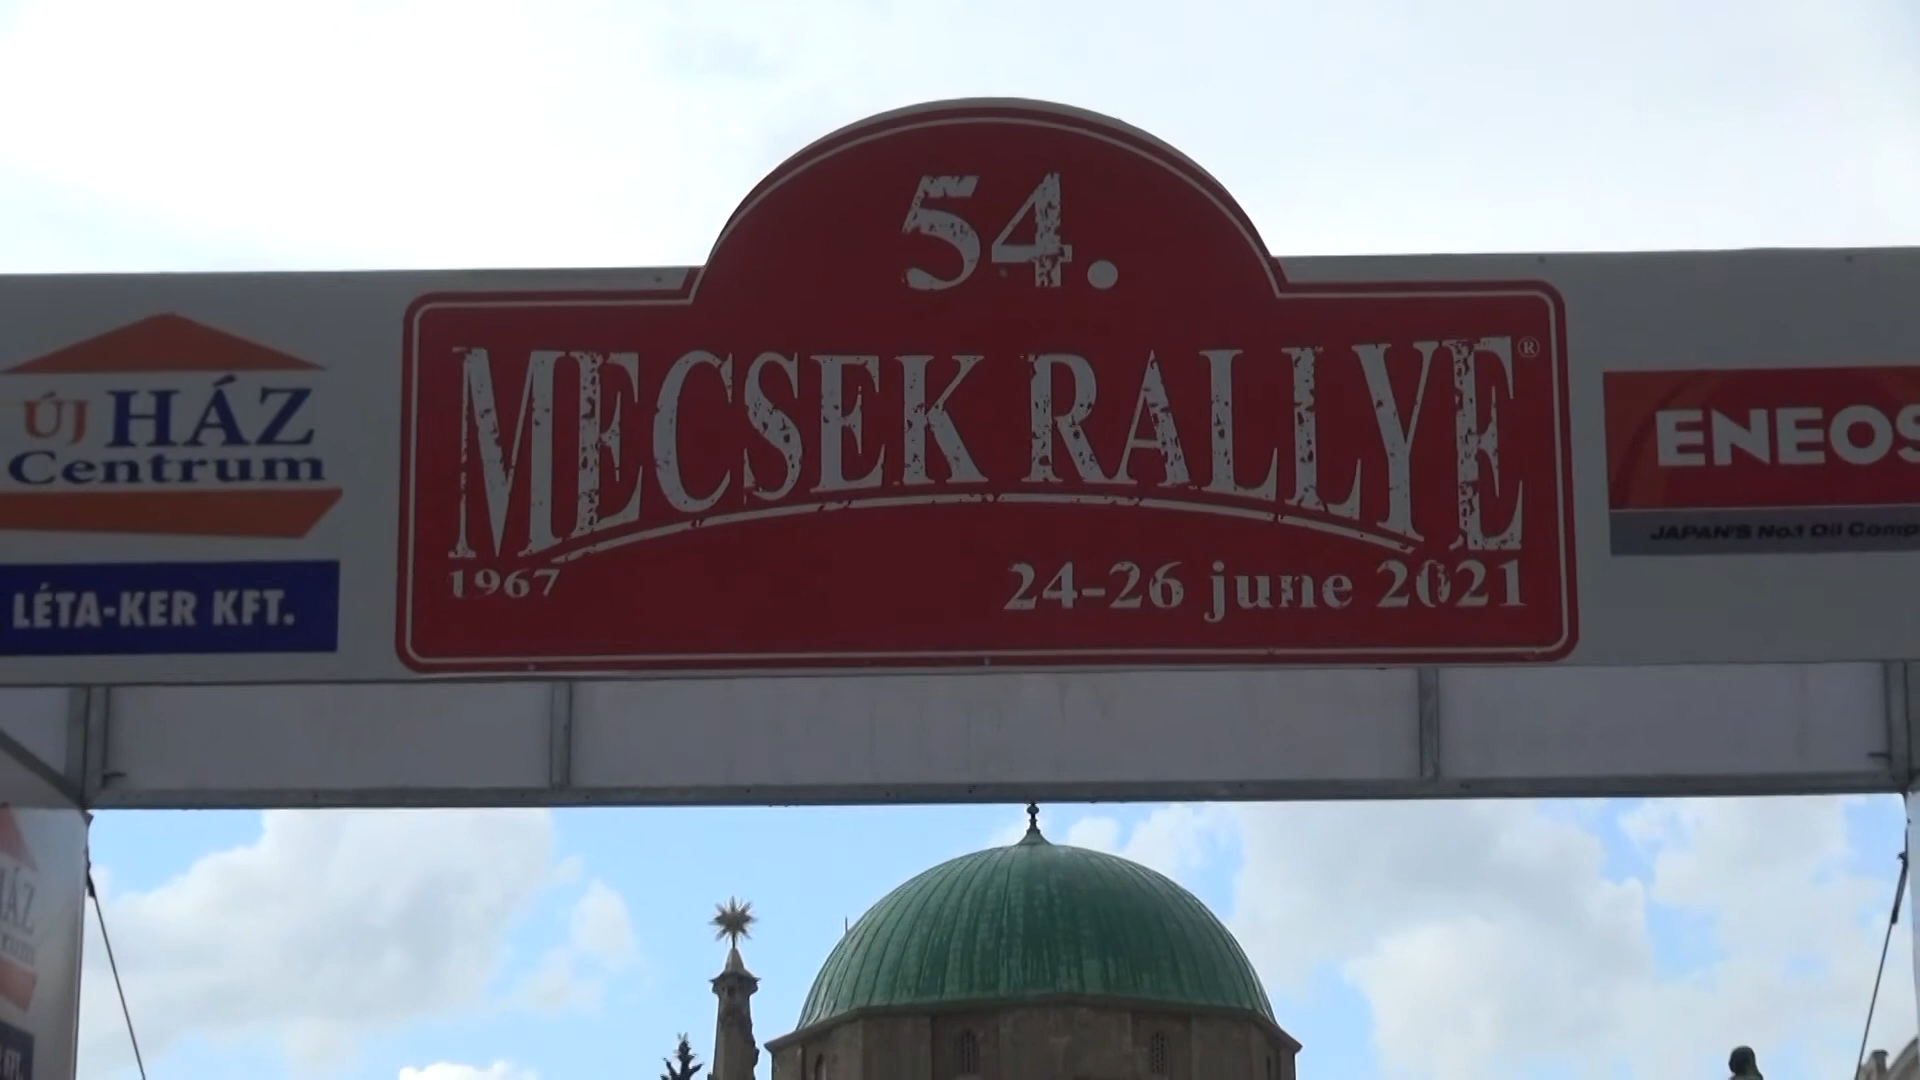 54.
MECSEK RALLYE®
1967
24-26 june 2021
ÚJ HÁZ
Centrum
LÉTA-KER KFT.
ENEOS
JAPAN'S No.1 Oil